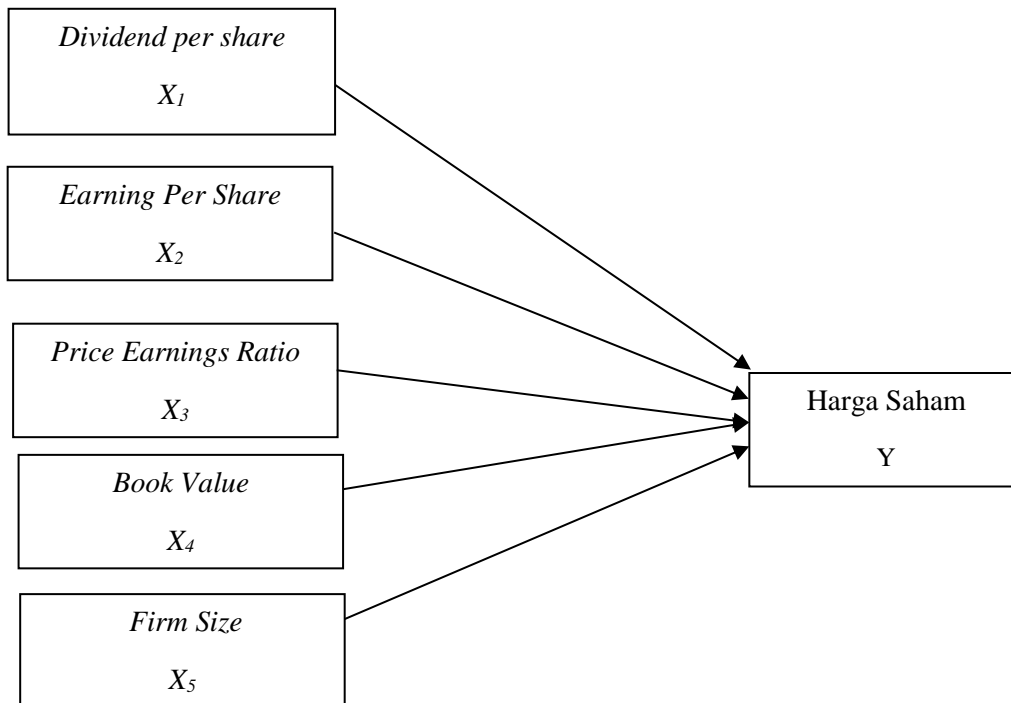 Dividend per share
X1
Earning Per Share
X2
Price Earnings Ratio
X3
Harga Saham
Y
Book Value
X4
Firm Size
X5